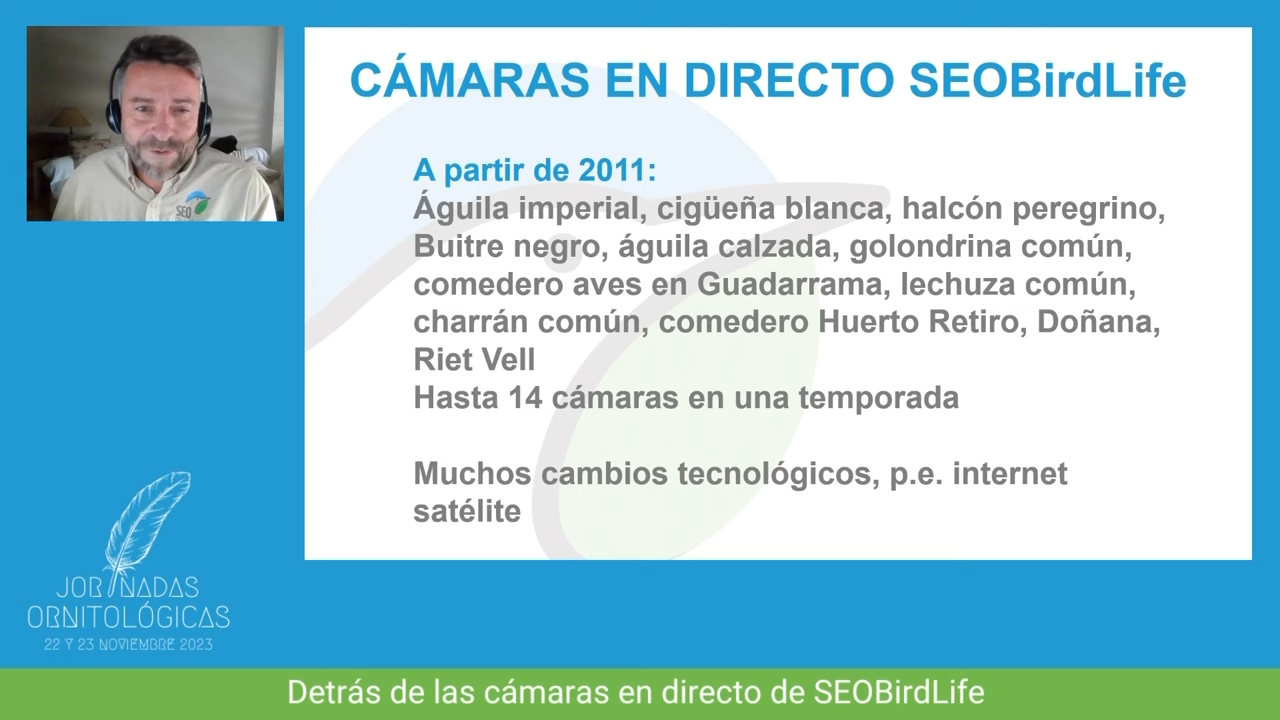 CÁMARAS EN DIRECTO SEOBirdLife
A partir de 2011:
Águila imperial, cigüeña blanca, halcón peregrino,
Buitre negro, águila calzada, golondrina común,
comedero aves en Guadarrama, lechuza común,
charrán común, comedero Huerto Retiro, Doñana,
Riet Vell
Hasta 14 cámaras en una temporada
Muchos cambios tecnológicos, p.e. internet
satélite
SEO
JORNADAS
ORNITOLÓGICAS
22 Y 23 NOVIEMBRE 2023
Detrás de las cámaras en directo de SEOBirdLife